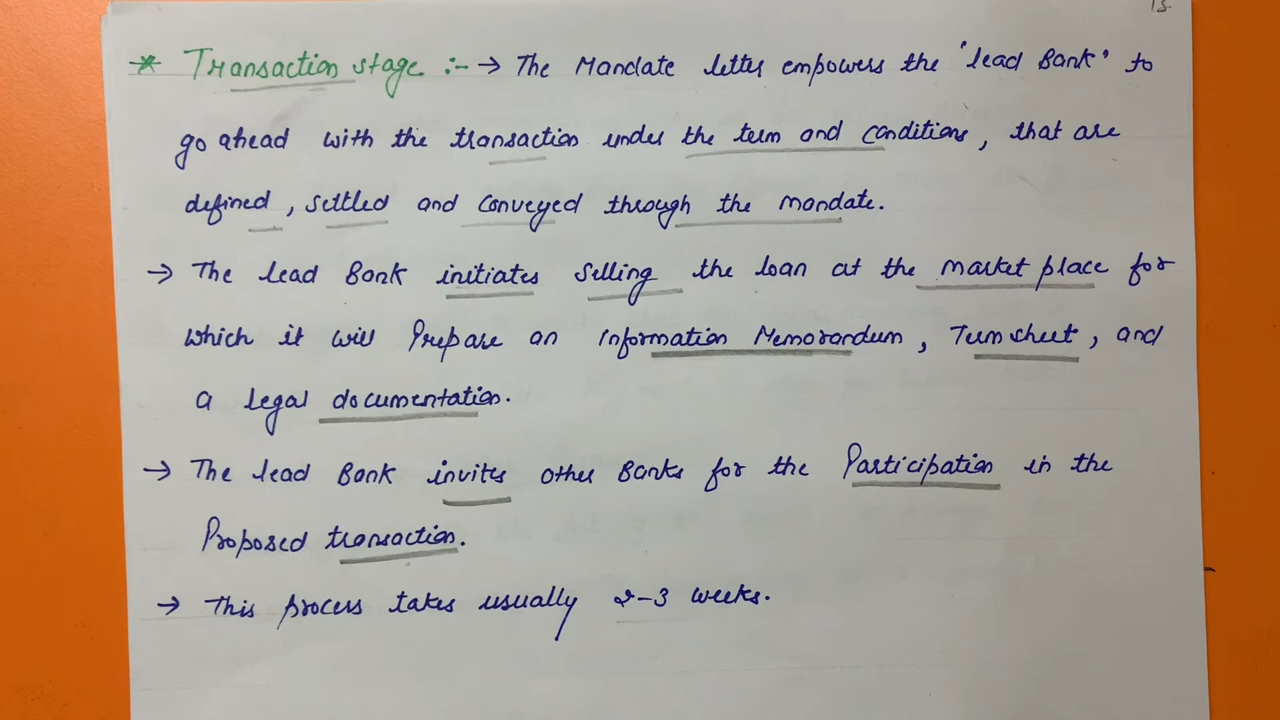 15
* Transaction stage :- → The Mandate letter empowers the 'lead Bank' to
go ahead with the transaction under the term and conditions, that are
defined, settled and conveyed through the mandate.
→ The lead Bank initiates selling the loan at the market place for
which it will Prepare an Information Memorandum, Term sheet, and
a legal documentation.
→ The lead Bank invites other Banks for the Participation in the
Proposed transaction.
→ This process takes usually 2-3 weeks.